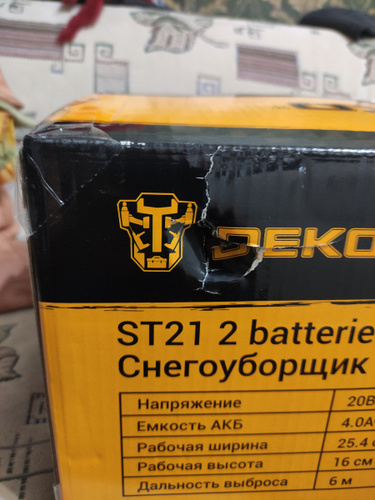 DEKO
ST21 2 batterie
Снегоуборщик
Напряжение 20В
Емкость АКБ 4.0А
Рабочая ширина 25.4
Рабочая высота 16 см
Дальность выброса 6 м